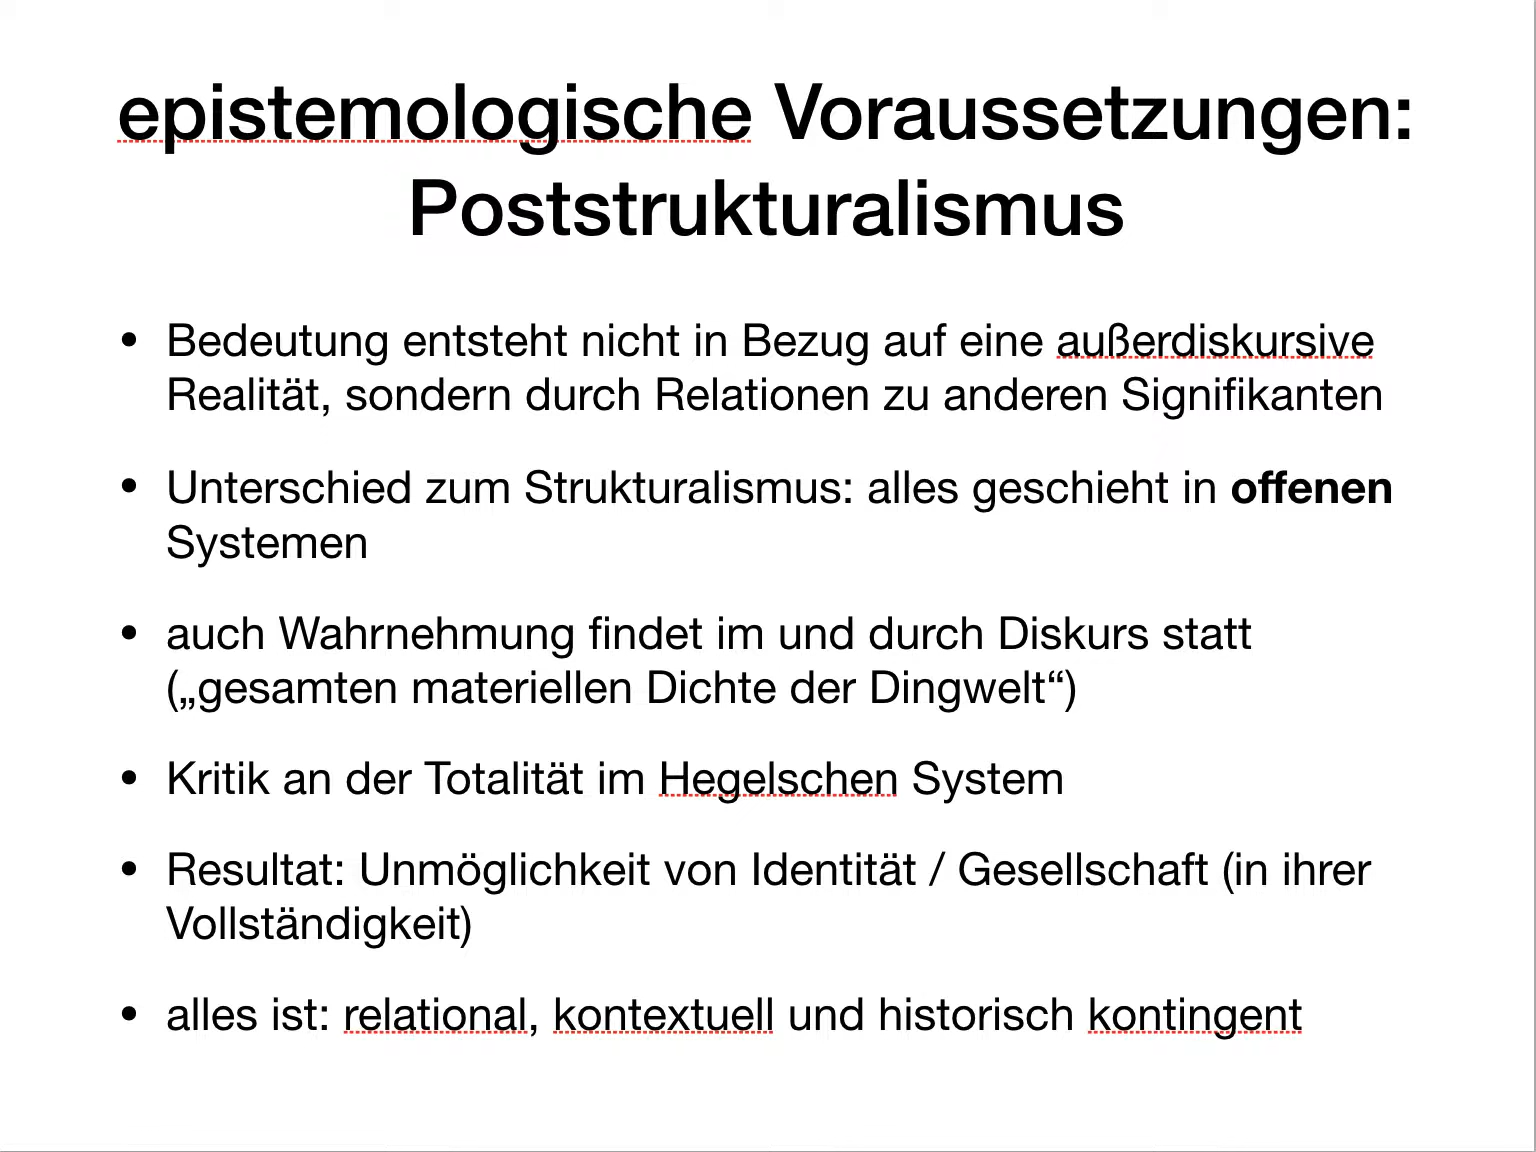 epistemologische Voraussetzungen:
Poststrukturalismus
• Bedeutung entsteht nicht in Bezug auf eine außerdiskursive
Realität, sondern durch Relationen zu anderen Signifikanten
• Unterschied zum Strukturalismus: alles geschieht in offenen
Systemen
• auch Wahrnehmung findet im und durch Diskurs statt
(„gesamten materiellen Dichte der Dingwelt“)
• Kritik an der Totalität im Hegelschen System
• Resultat: Unmöglichkeit von Identität / Gesellschaft (in ihrer
Vollständigkeit)
• alles ist: relational, kontextuell und historisch kontingent